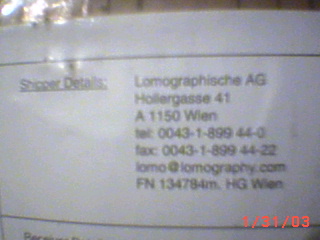 Shipper Details: Lomographische AG
Hollergasse 41
A 1150 Wien
tel: 0043-1-899 44-0
fax: 0043-1-899 44-22
lomo@lomography.com
FN 134784m. HG Wien
1/31/03